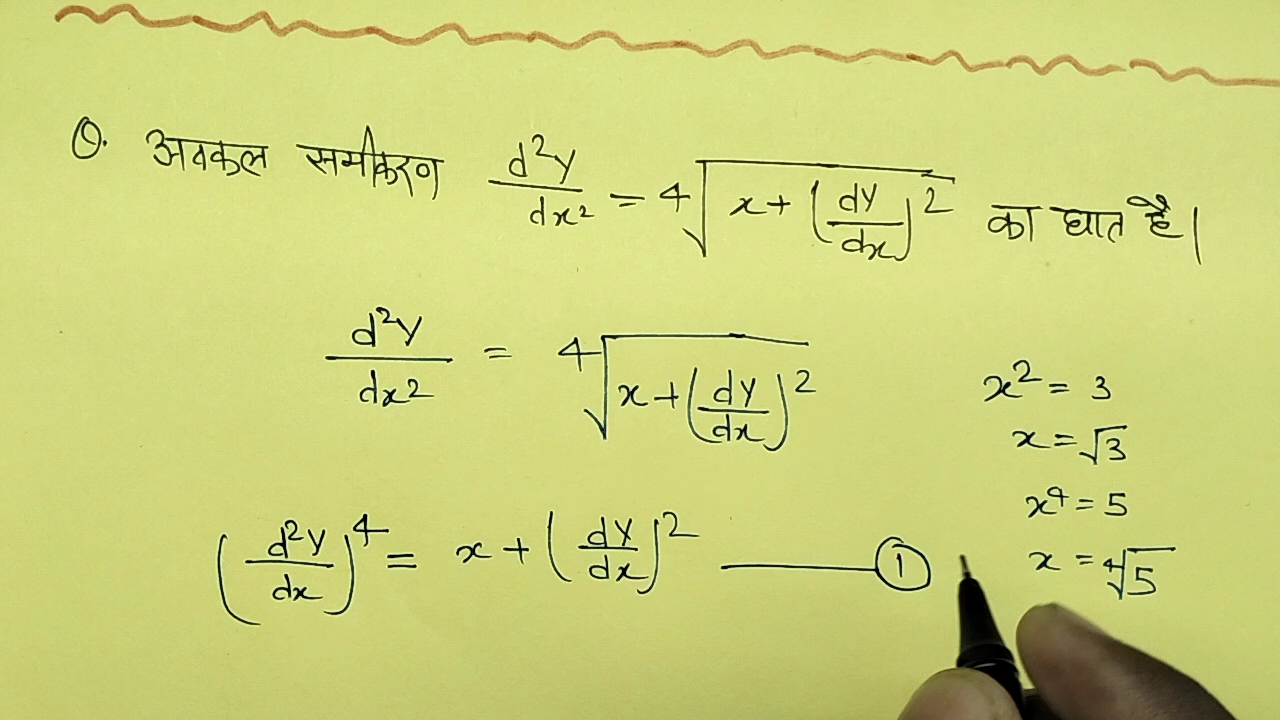 Q. अवकल समीकरण d²y/dx² = ⁴√(x + (dy/dx)²) का घात है।
d²y/dx² = ⁴√(x + (dy/dx)²)
(d²y/dx)⁴ = x + (dy/dx)² ——— ①
x² = 3
x = √3
x⁴ = 5
x = ⁴√5